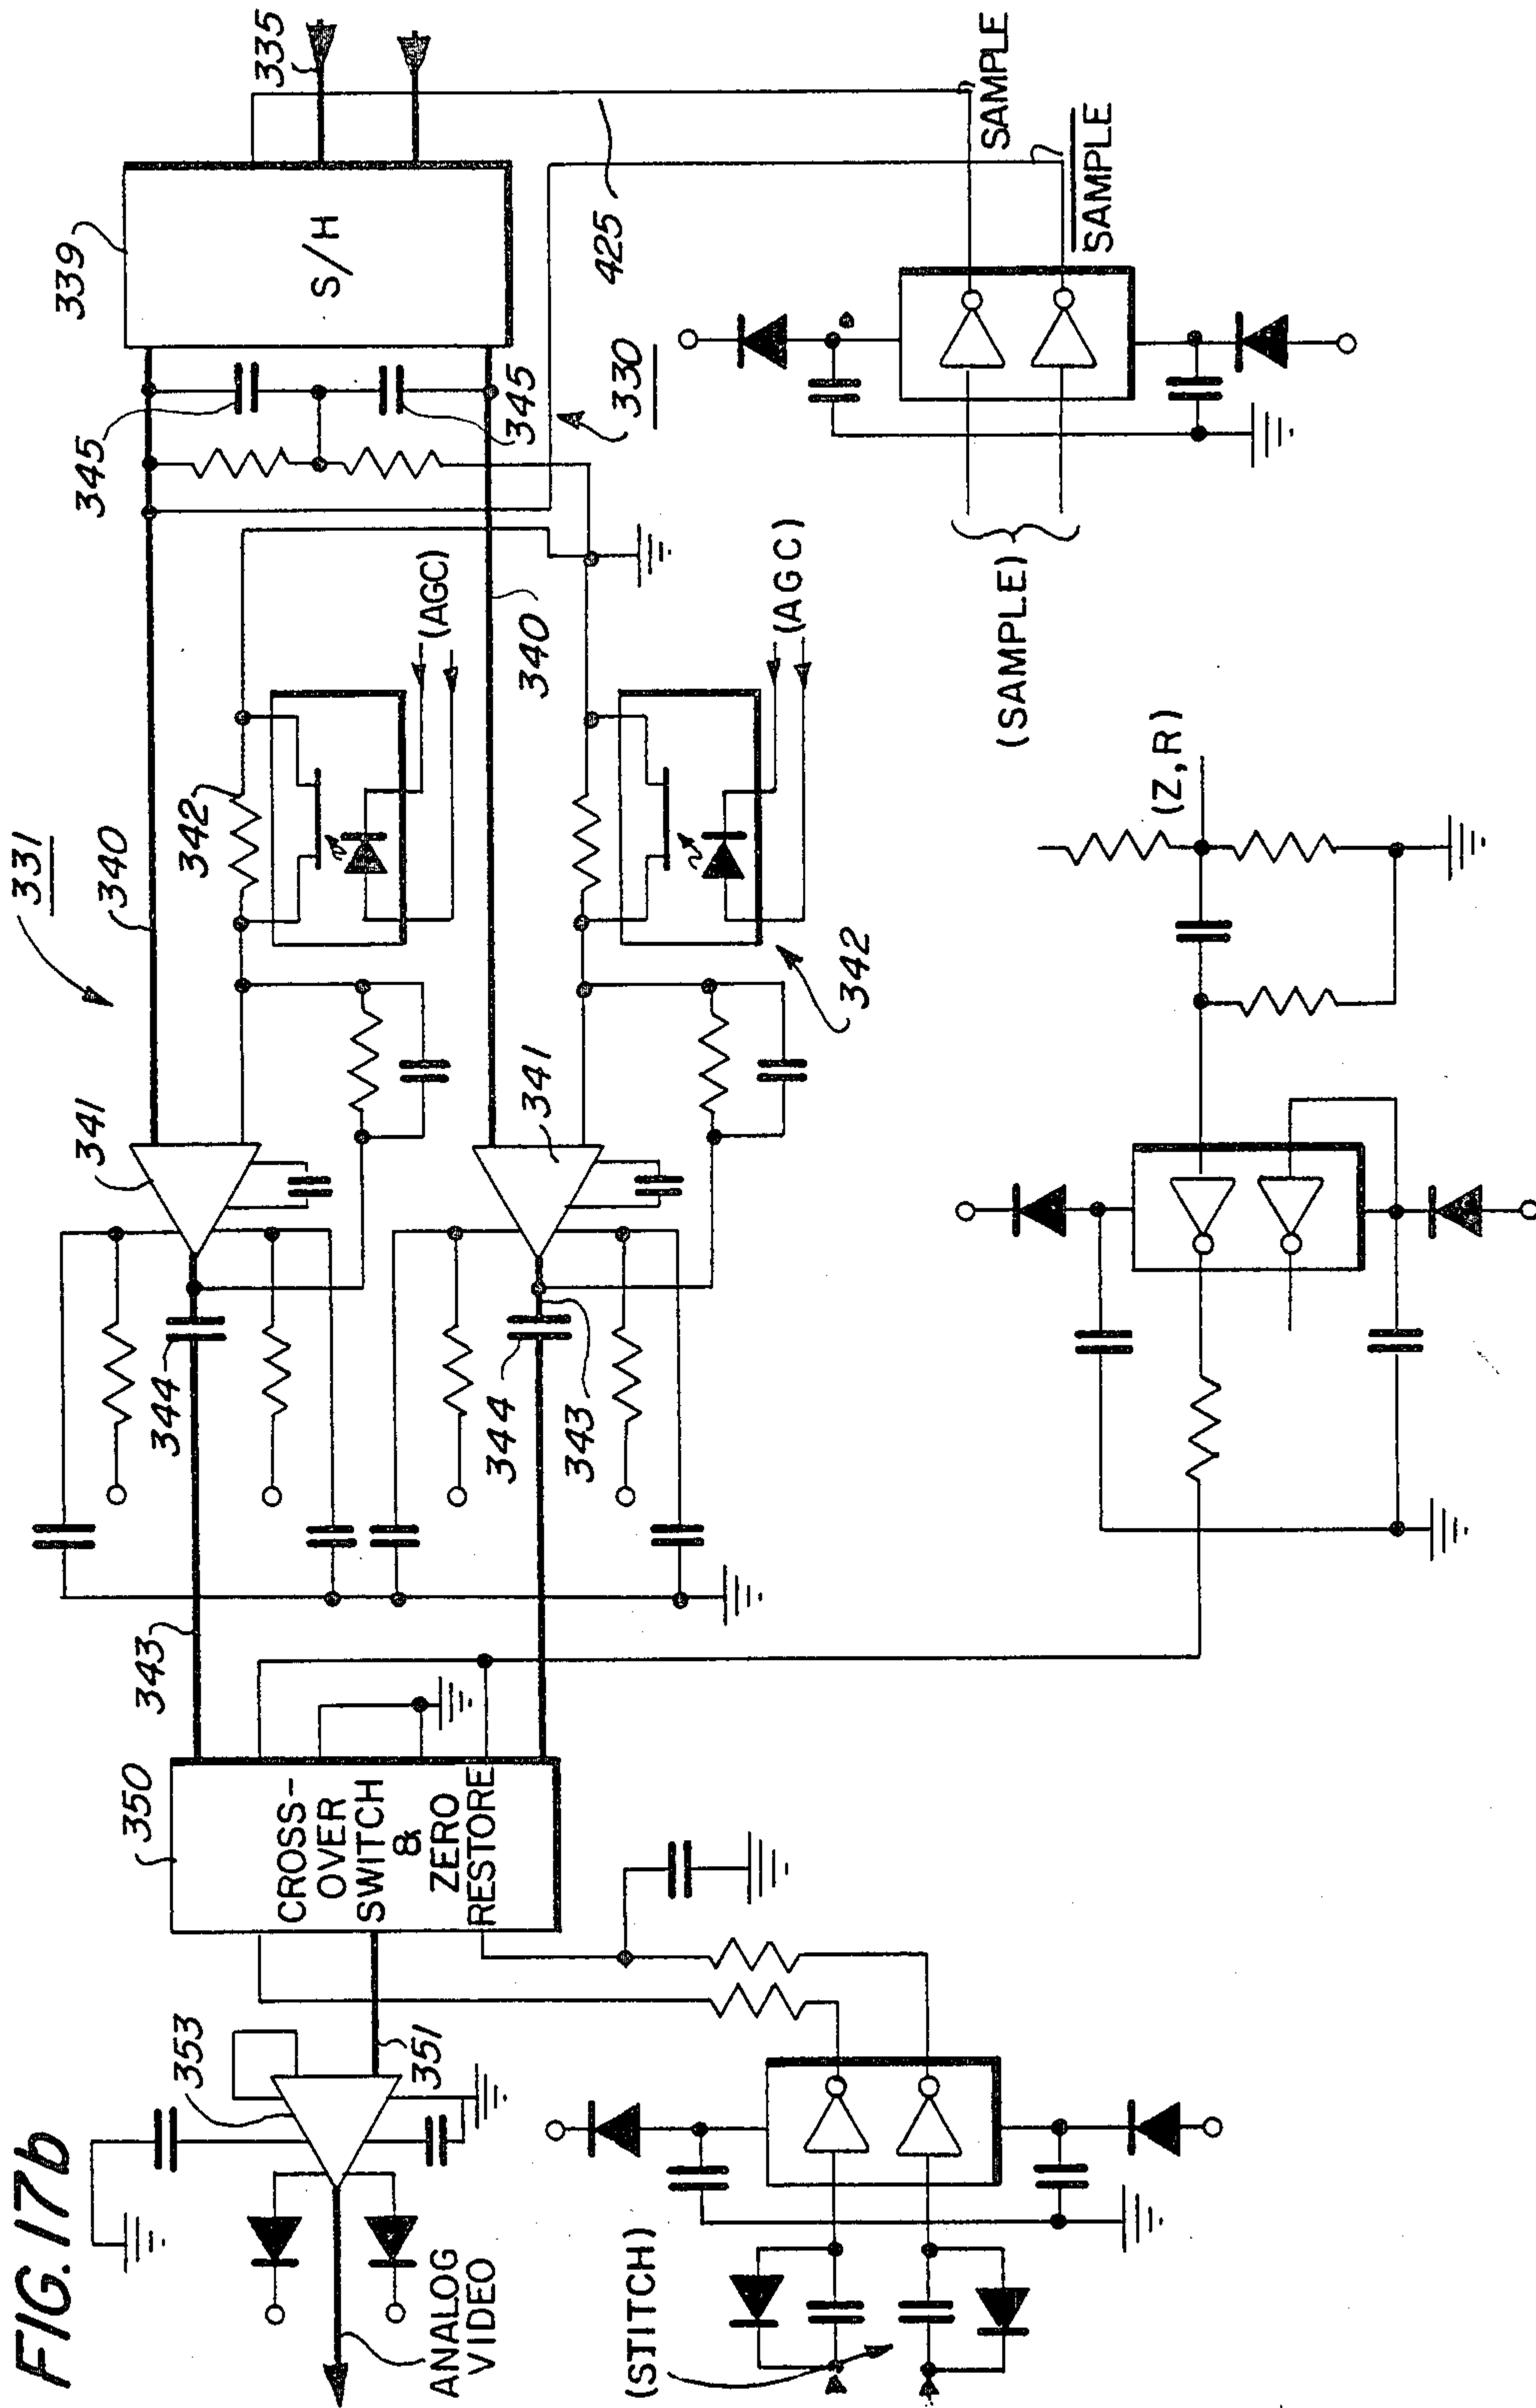 FIG. 17b
331
340
339
S/H
335
345
345
330
425
SAMPLE
SAMPLE
(SAMPLE)
341
342
(AGC)
340
341
342
(AGC)
344
344
343
343
350
CROSS-
OVER
SWITCH
&
ZERO
RESTORE
353
351
ANALOG
VIDEO
(STITCH)
(Z,R)